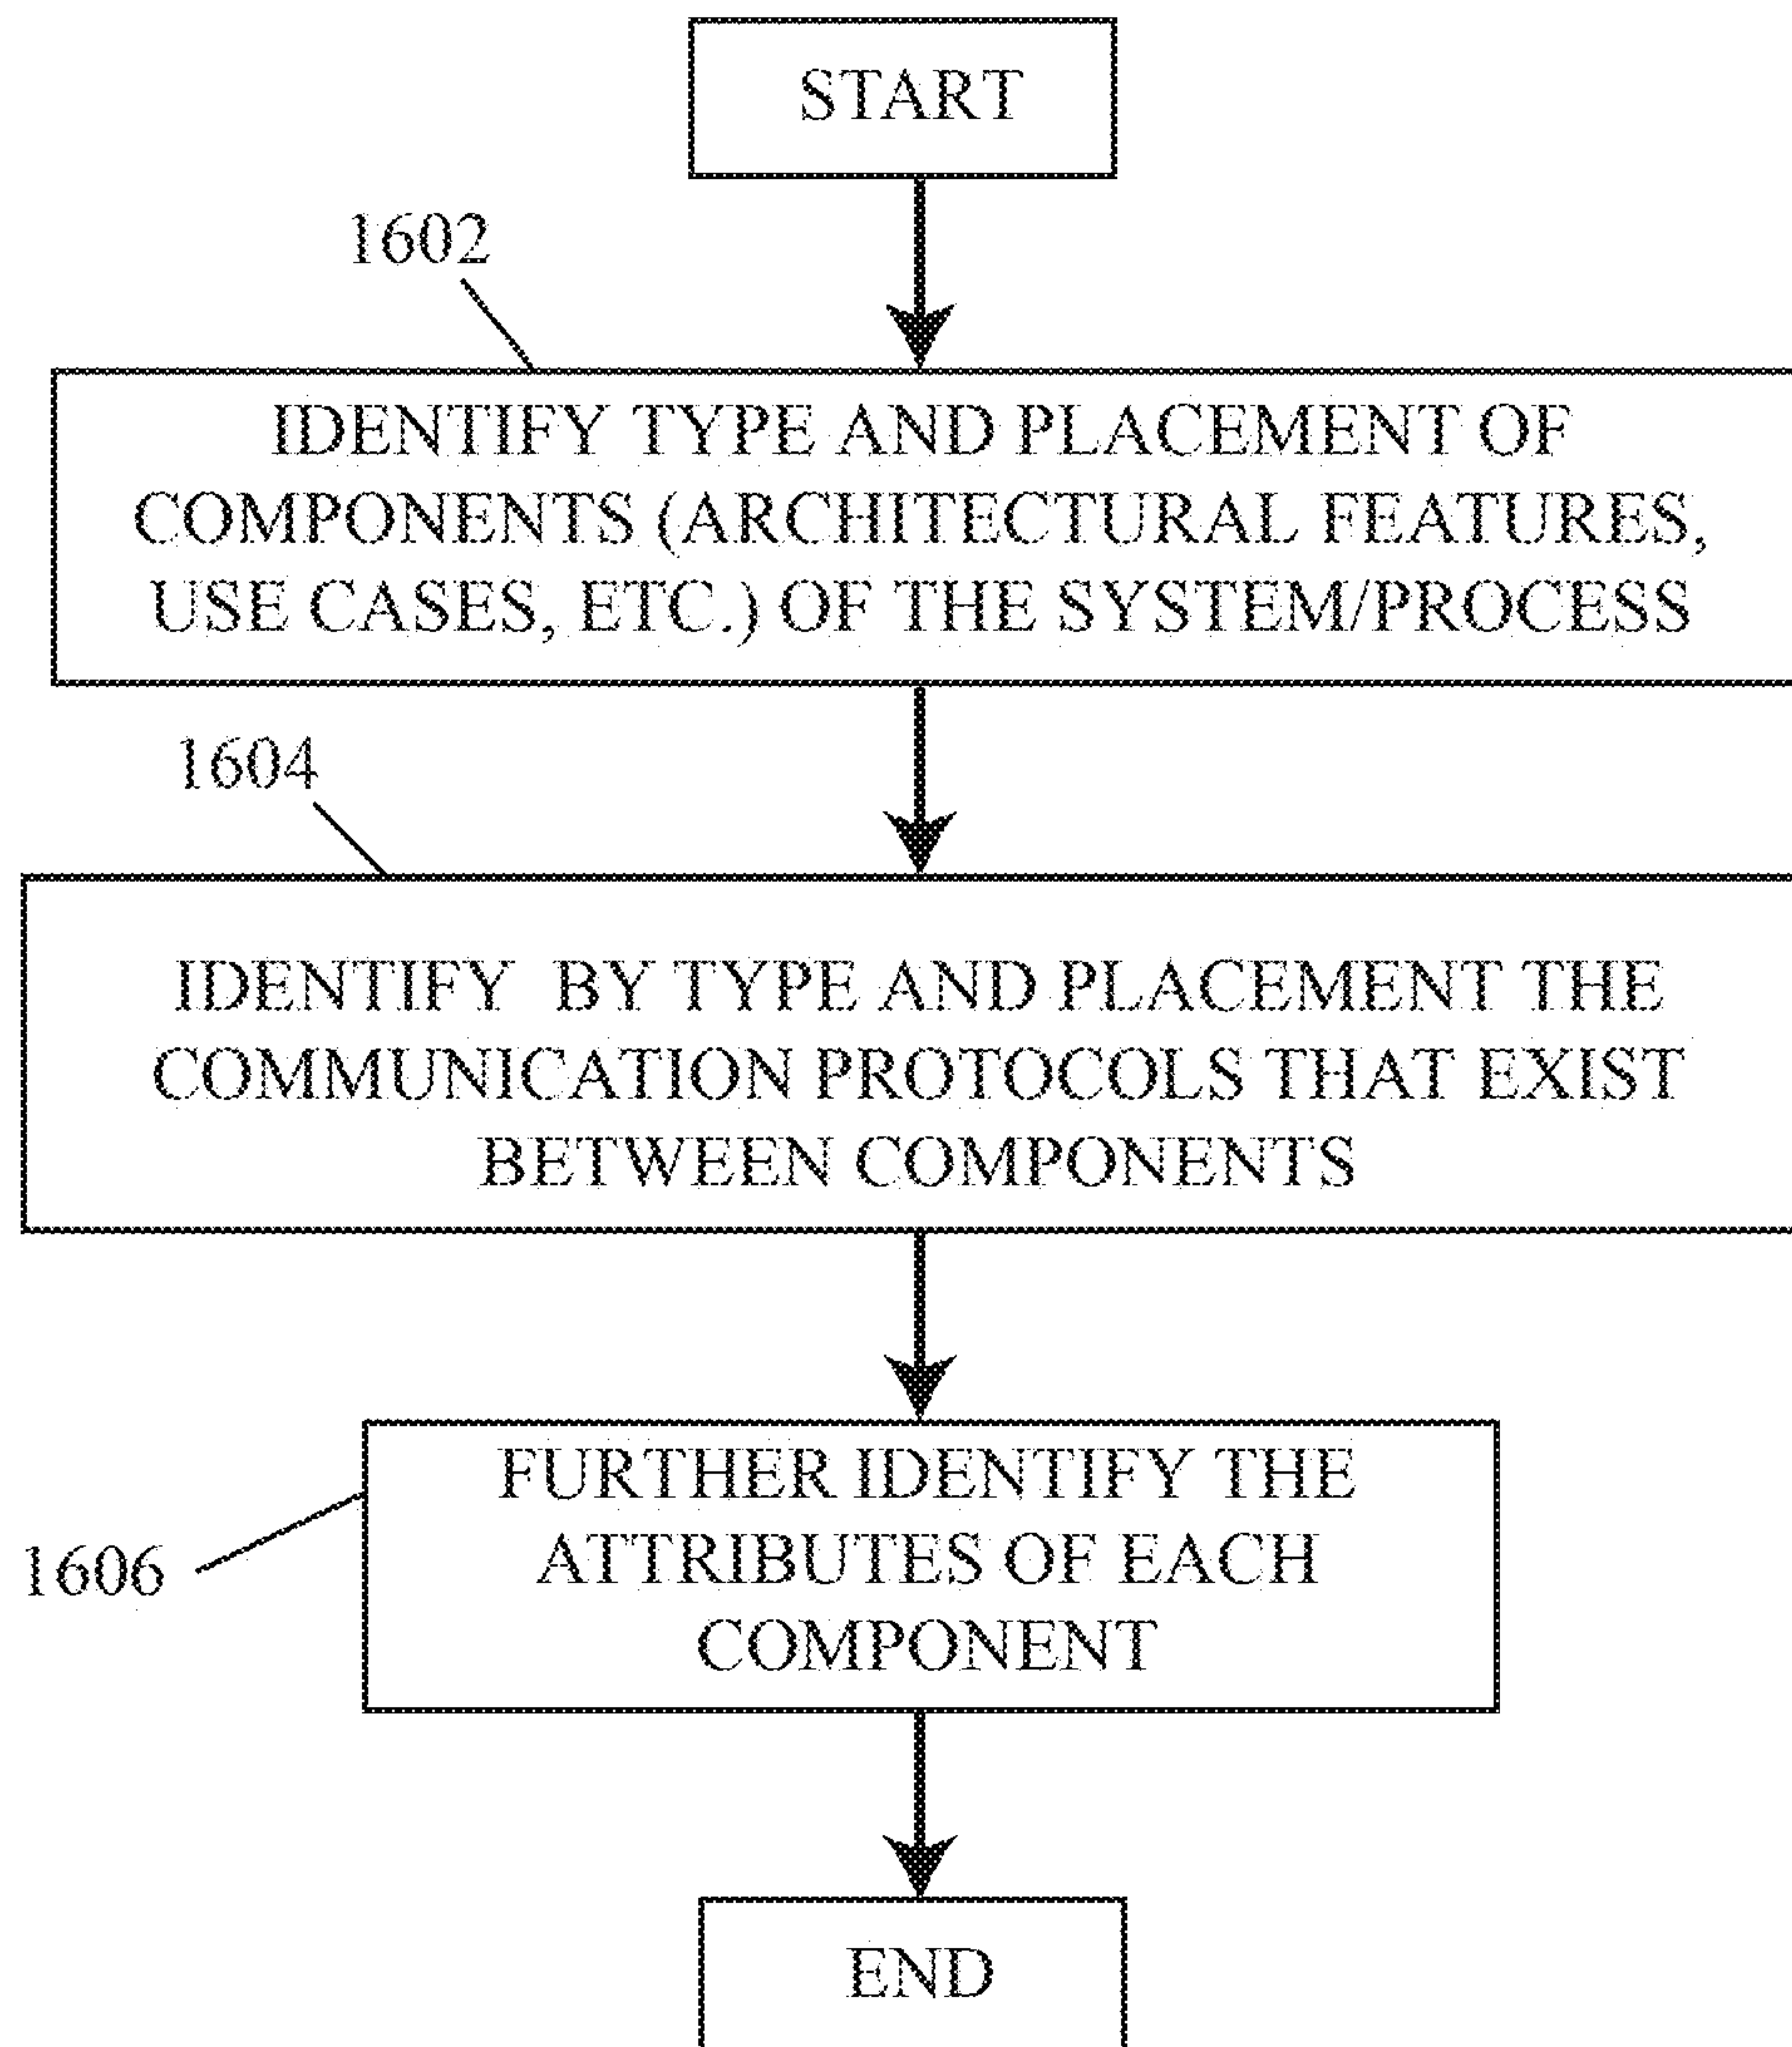 START
1602
IDENTIFY TYPE AND PLACEMENT OF
COMPONENTS (ARCHITECTURAL FEATURES,
USE CASES, ETC.) OF THE SYSTEM/PROCESS
1604
IDENTIFY BY TYPE AND PLACEMENT THE
COMMUNICATION PROTOCOLS THAT EXIST
BETWEEN COMPONENTS
1606
FURTHER IDENTIFY THE
ATTRIBUTES OF EACH
COMPONENT
END